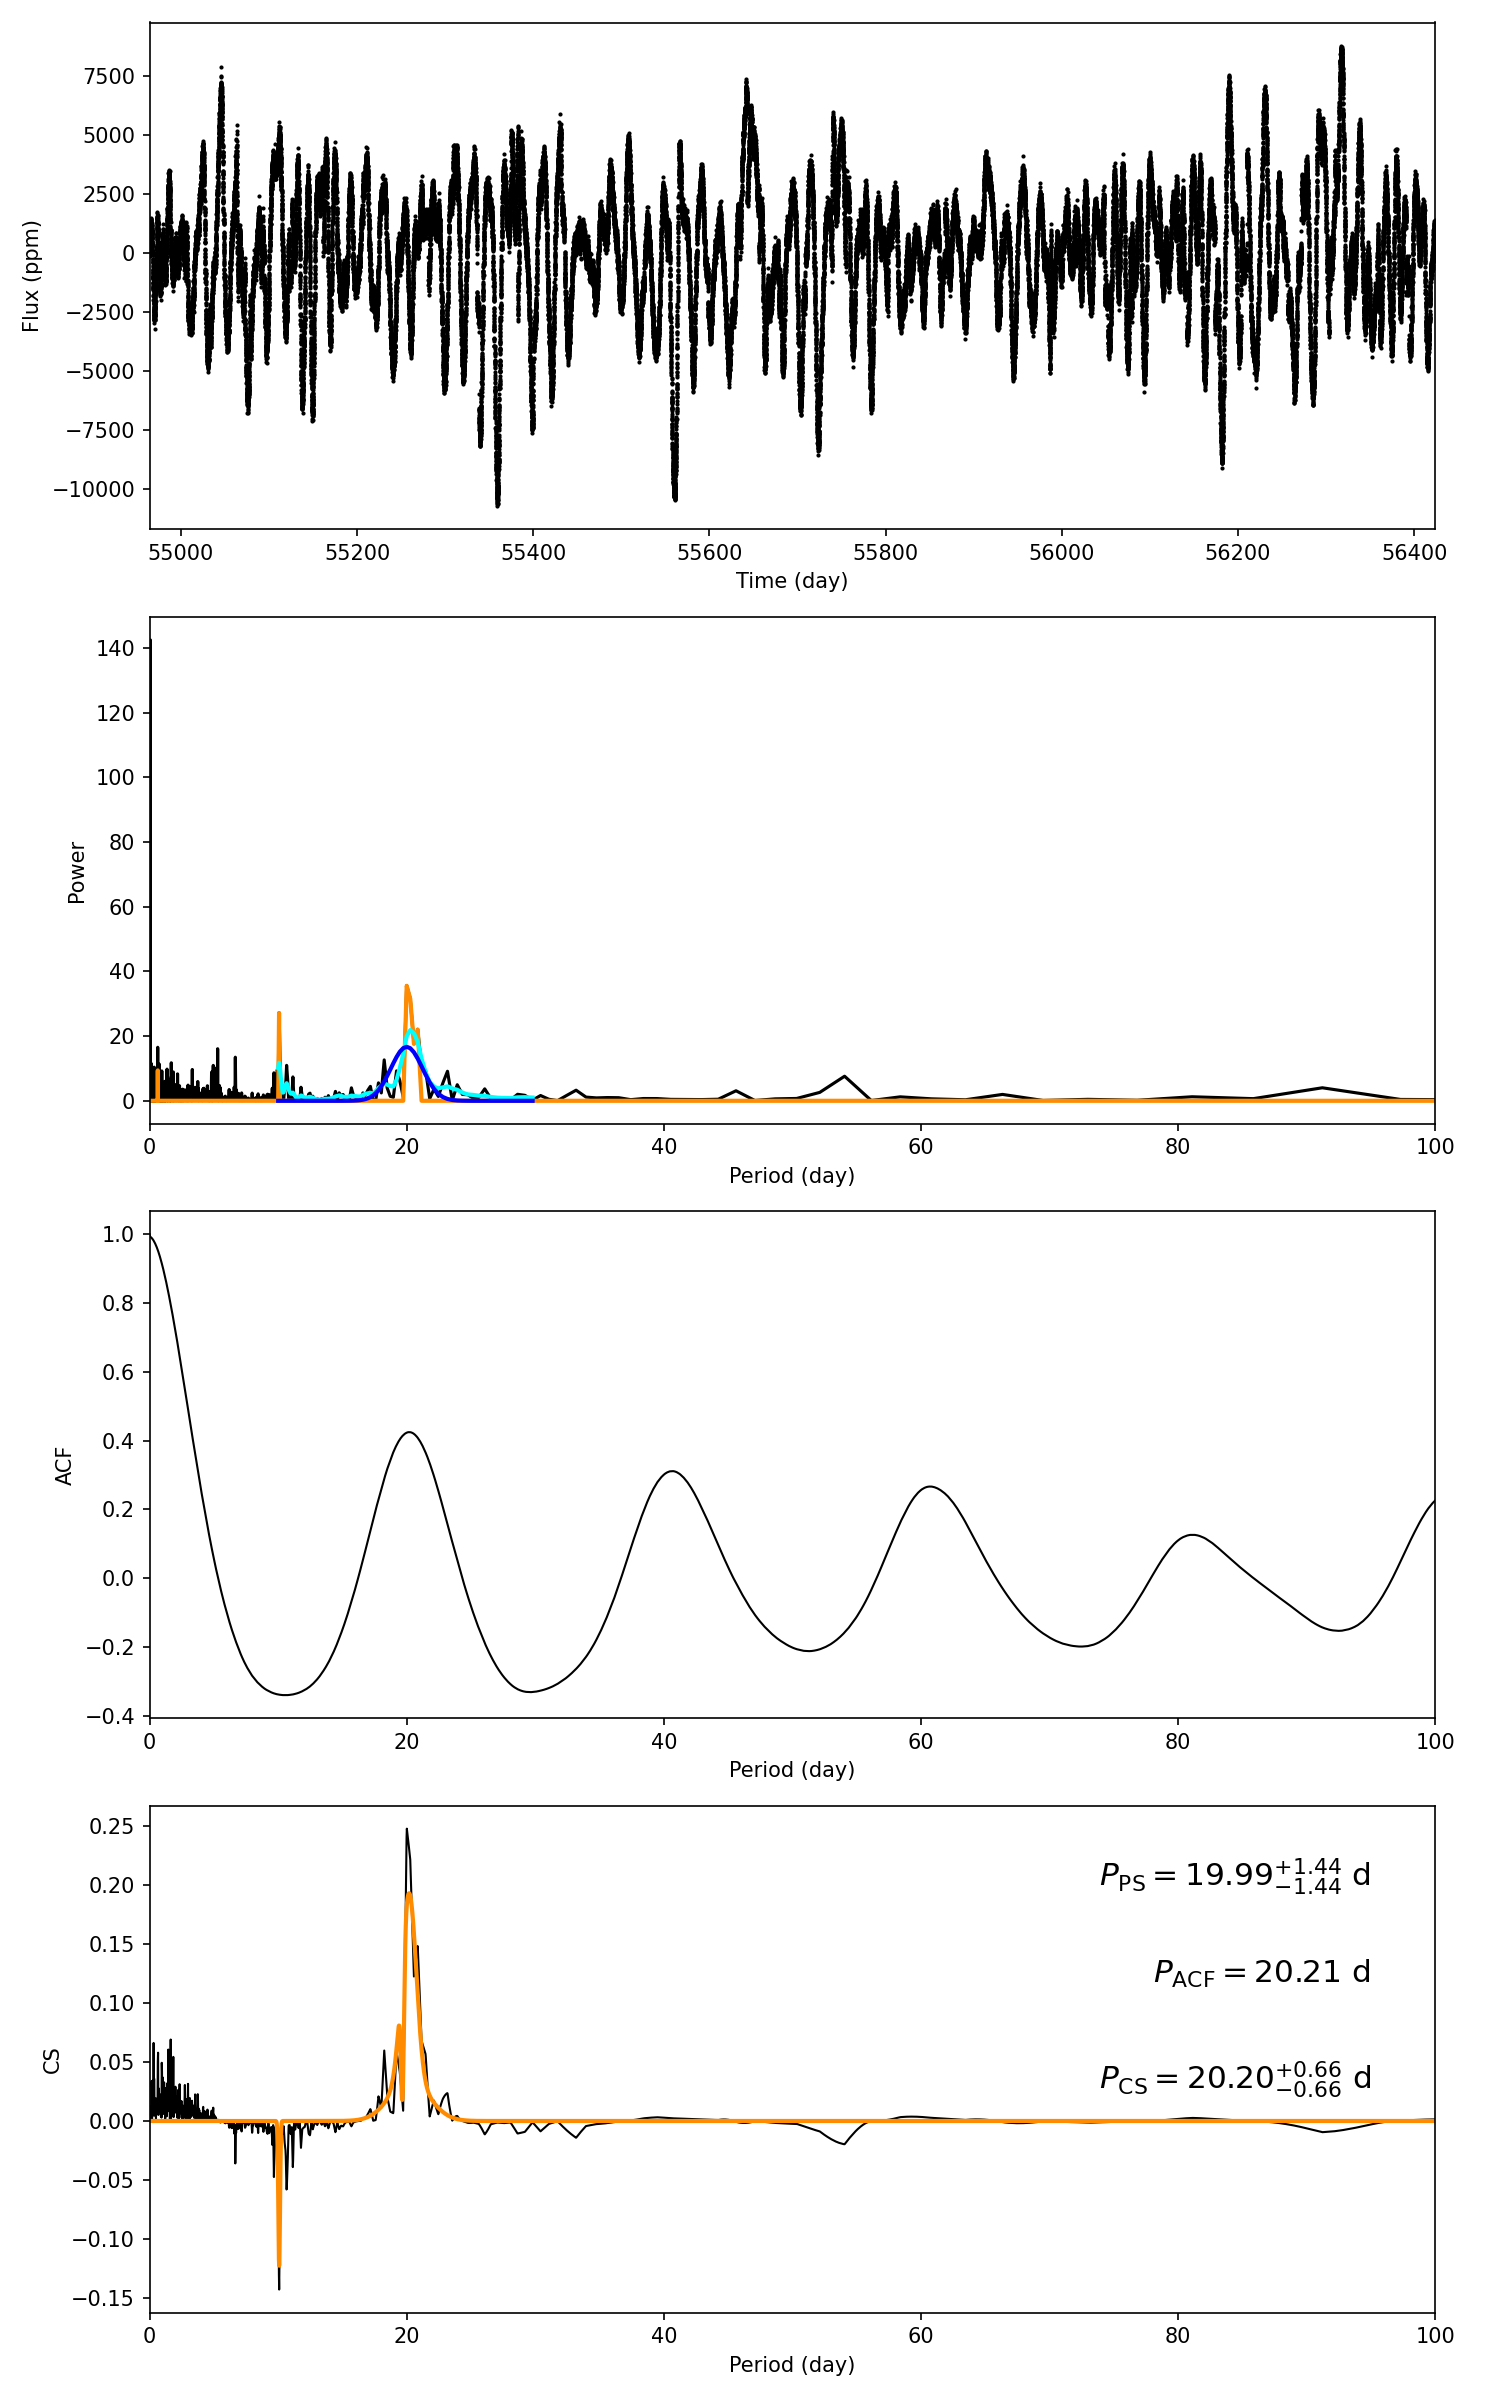 7500
5000
2500
0
−2500
−5000
−7500
−10000
Flux (ppm)
55000 55200 55400 55600 55800 56000 56200 56400
Time (day)
140
120
100
80
60
40
20
0
Power
0 20 40 60 80 100
Period (day)
1.0
0.8
0.6
0.4
0.2
0.0
−0.2
−0.4
ACF
0 20 40 60 80 100
Period (day)
0.25
0.20
0.15
0.10
0.05
0.00
−0.05
−0.10
−0.15
CS
P_PS = 19.99 +1.44 −1.44 d
P_ACF = 20.21 d
P_CS = 20.20 +0.66 −0.66 d
0 20 40 60 80 100
Period (day)